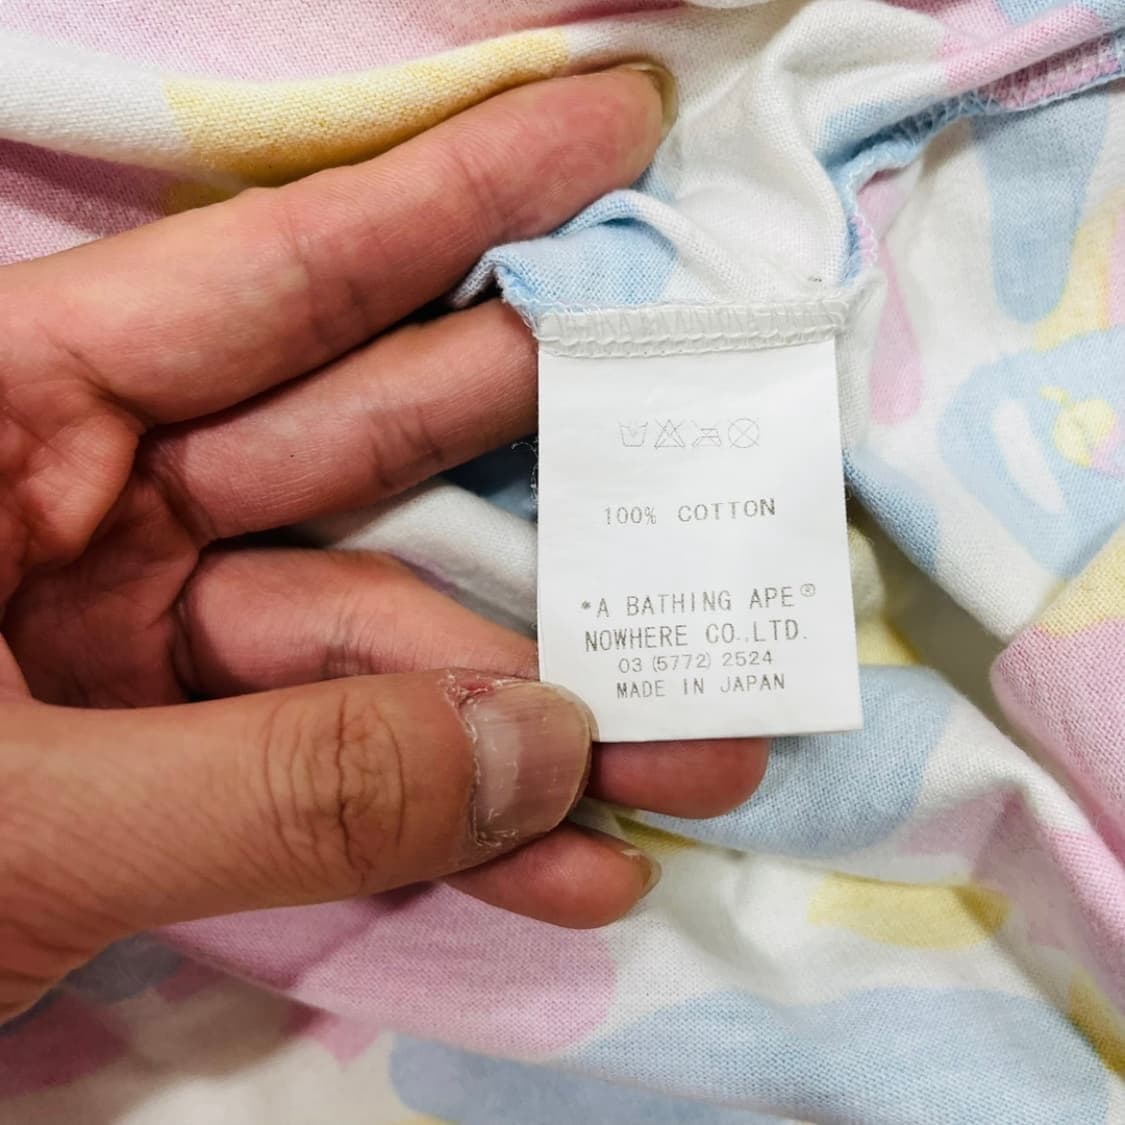 100% COTTON
*A BATHING APE®
NOWHERE CO.,LTD.
03 (5772) 2524
MADE IN JAPAN